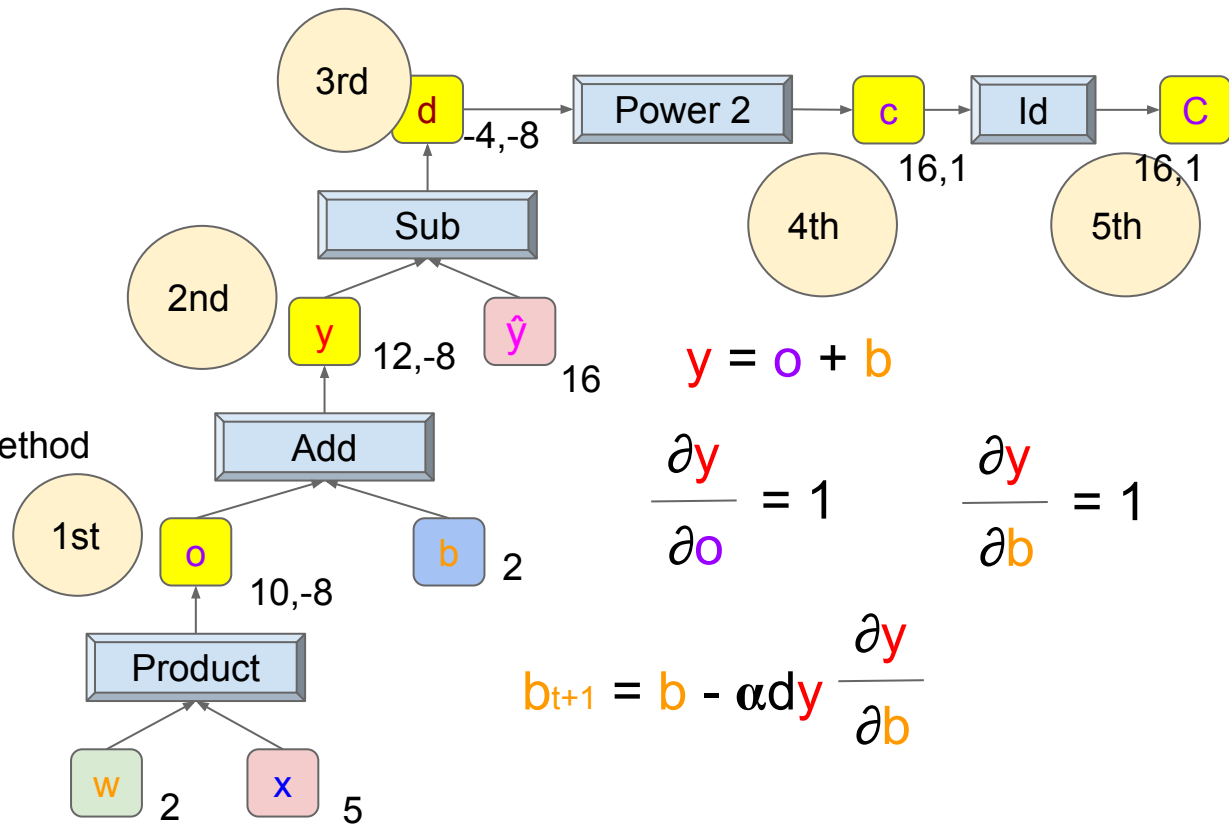 3rd
d
-4,-8
Power 2
c
16,1
Id
C
16,1
Sub
4th
5th
2nd
y
12,-8
ŷ
16
y = o + b
ethod
Add
∂y
∂o
= 1
∂y
∂b
= 1
1st
o
10,-8
b
2
Product
bt+1 = b - αdy
∂y
∂b
w
2
x
5